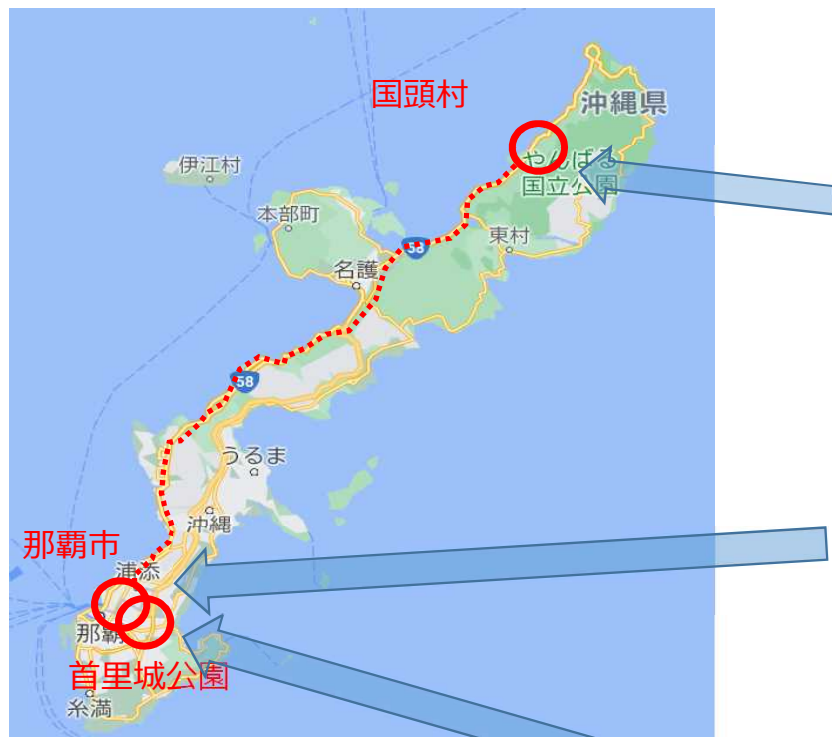 国頭村
沖縄県
伊江村
やんばる
国立公園
本部町
東村
58
名護
58
うるま
沖縄
那覇市
浦添
那覇
首里城公園
糸満